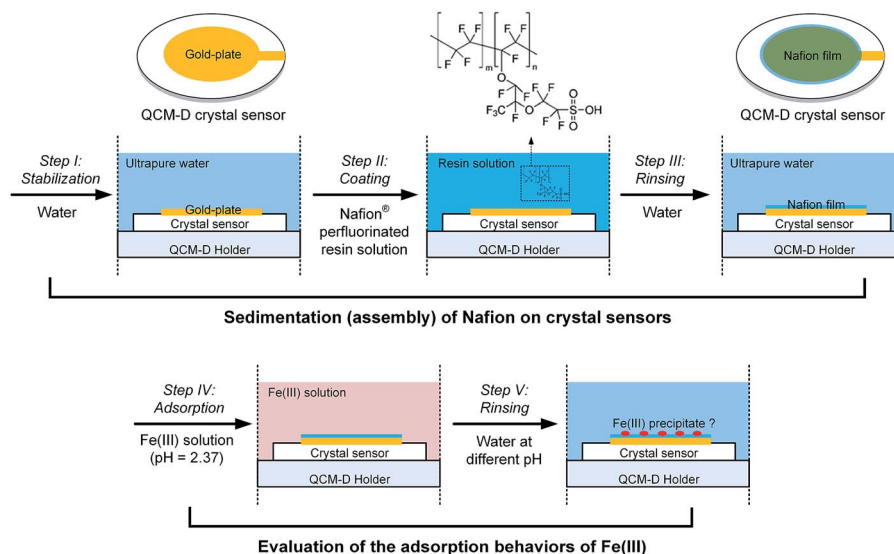 Gold-plate
QCM-D crystal sensor
F F
F F
F F
F
F F
F
m
n
O
F
F
F
F F
F₃C
F
O
F F
O
S OH
O
Nafion film
QCM-D crystal sensor
Step I:
Stabilization
Water
Ultrapure water
Gold-plate
Crystal sensor
QCM-D Holder
Step II:
Coating
Nafion®
perfluorinated
resin solution
Resin solution
Crystal sensor
QCM-D Holder
Step III:
Rinsing
Water
Ultrapure water
Nafion film
Crystal sensor
QCM-D Holder
Sedimentation (assembly) of Nafion on crystal sensors
Step IV:
Adsorption
Fe(III) solution
(pH = 2.37)
Fe(III) solution
Crystal sensor
QCM-D Holder
Step V:
Rinsing
Water at
different pH
Fe(III) precipitate ?
Crystal sensor
QCM-D Holder
Evaluation of the adsorption behaviors of Fe(III)